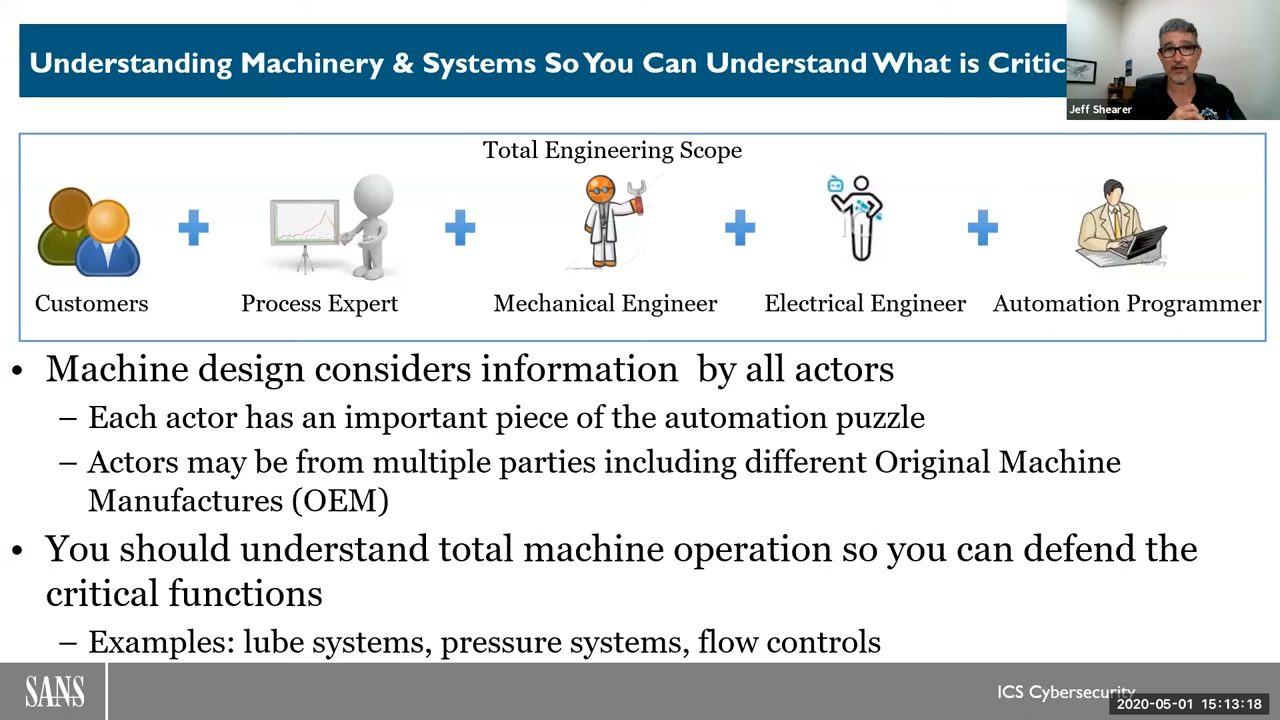 Understanding Machinery & Systems So You Can Understand What is Critic
Jeff Shearer
Total Engineering Scope
Customers
Process Expert
Mechanical Engineer
Electrical Engineer
Automation Programmer
• Machine design considers information by all actors
– Each actor has an important piece of the automation puzzle
– Actors may be from multiple parties including different Original Machine
Manufactures (OEM)
• You should understand total machine operation so you can defend the
critical functions
– Examples: lube systems, pressure systems, flow controls
SANS
ICS Cybersecurity
2020-05-01 15:13:18